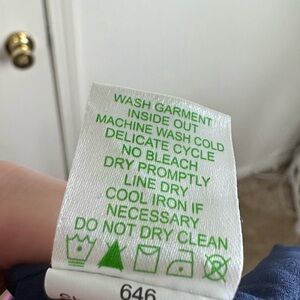 WASH GARMENT
INSIDE OUT
MACHINE WASH COLD
DELICATE CYCLE
NO BLEACH
DRY PROMPTLY
LINE DRY
COOL IRON IF
NECESSARY
DO NOT DRY CLEAN
646